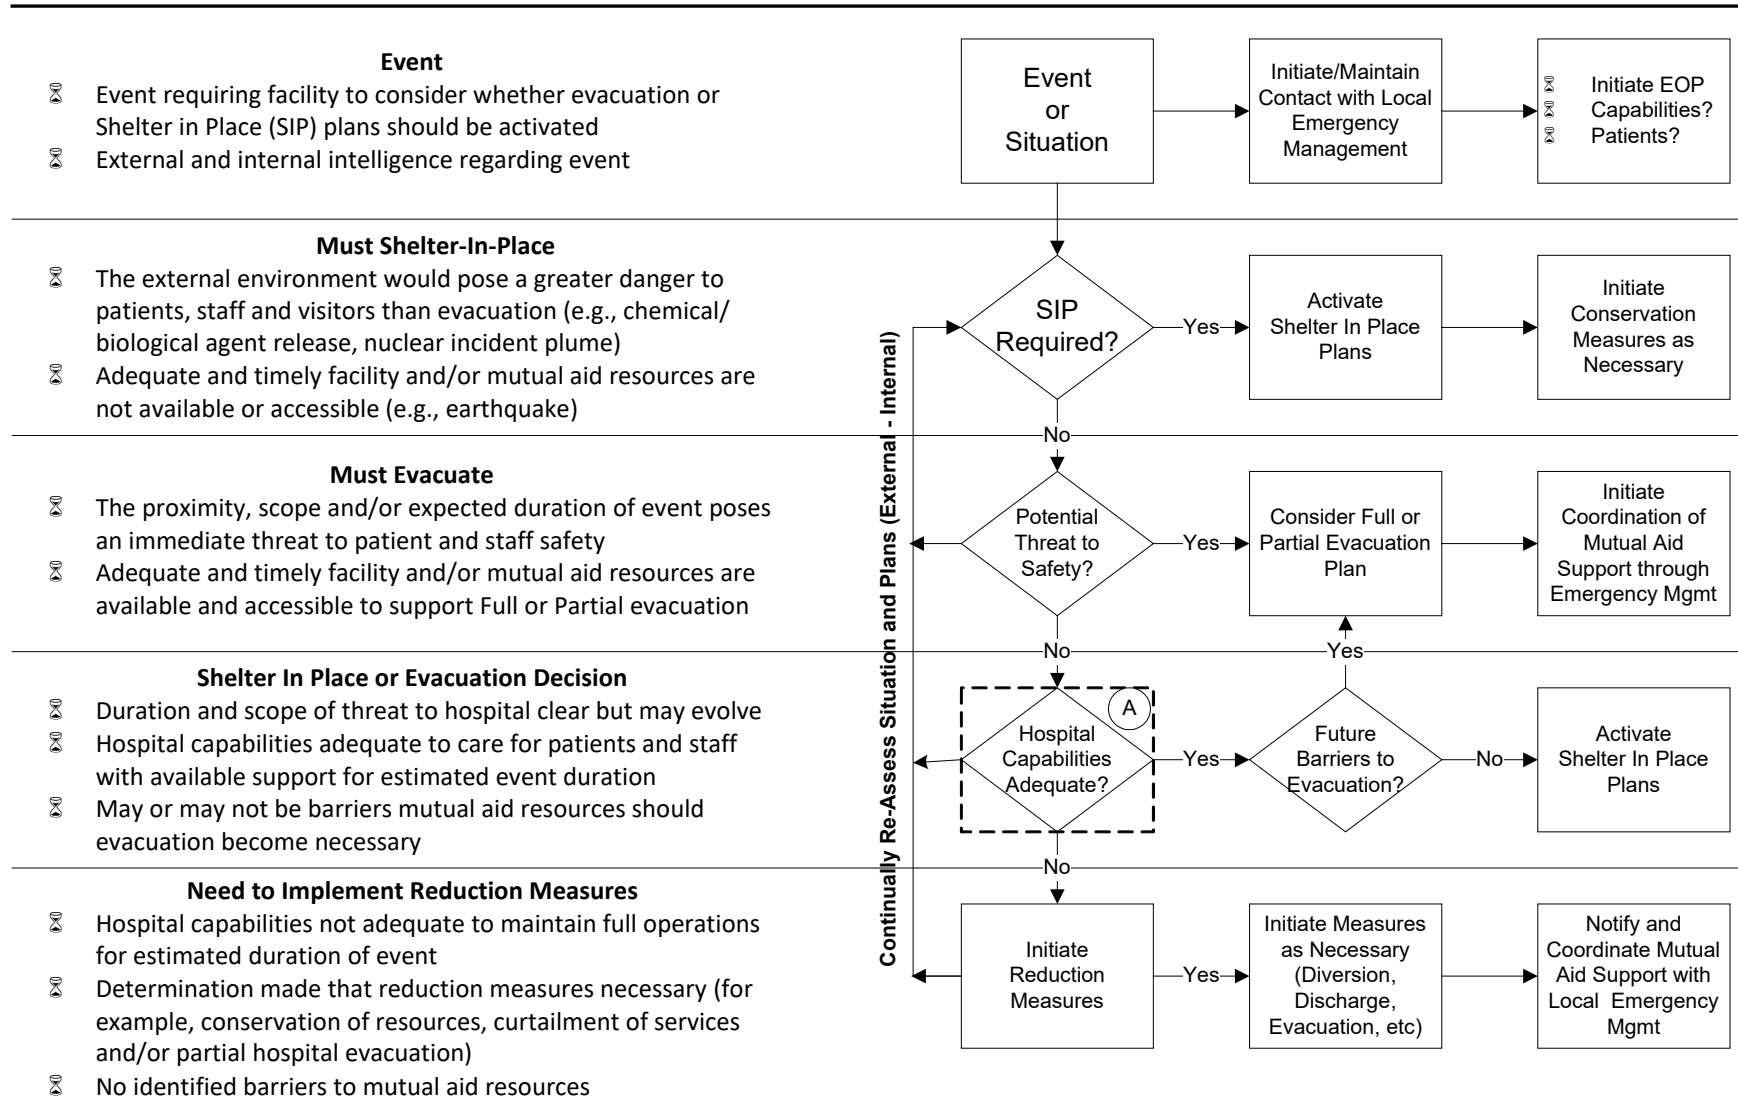 Event
Event requiring facility to consider whether evacuation or
Shelter in Place (SIP) plans should be activated
External and internal intelligence regarding event
Event
or
Situation
Initiate/Maintain
Contact with Local
Emergency
Management
Initiate EOP
Capabilities?
Patients?
Must Shelter-In-Place
The external environment would pose a greater danger to
patients, staff and visitors than evacuation (e.g., chemical/
biological agent release, nuclear incident plume)
Adequate and timely facility and/or mutual aid resources are
not available or accessible (e.g., earthquake)
Continually Re-Assess Situation and Plans (External - Internal)
SIP
Required?
Yes
Activate
Shelter In Place
Plans
Initiate
Conservation
Measures as
Necessary
No
Must Evacuate
The proximity, scope and/or expected duration of event poses
an immediate threat to patient and staff safety
Adequate and timely facility and/or mutual aid resources are
available and accessible to support Full or Partial evacuation
Potential
Threat to
Safety?
Yes
Consider Full or
Partial Evacuation
Plan
Initiate
Coordination of
Mutual Aid
Support through
Emergency Mgmt
No
Yes
Shelter In Place or Evacuation Decision
Duration and scope of threat to hospital clear but may evolve
Hospital capabilities adequate to care for patients and staff
with available support for estimated event duration
May or may not be barriers mutual aid resources should
evacuation become necessary
A
Hospital
Capabilities
Adequate?
Yes
Future
Barriers to
Evacuation?
No
Activate
Shelter In Place
Plans
No
Need to Implement Reduction Measures
Hospital capabilities not adequate to maintain full operations
for estimated duration of event
Determination made that reduction measures necessary (for
example, conservation of resources, curtailment of services
and/or partial hospital evacuation)
No identified barriers to mutual aid resources
Initiate
Reduction
Measures
Yes
Initiate Measures
as Necessary
(Diversion,
Discharge,
Evacuation, etc)
Notify and
Coordinate Mutual
Aid Support with
Local Emergency
Mgmt